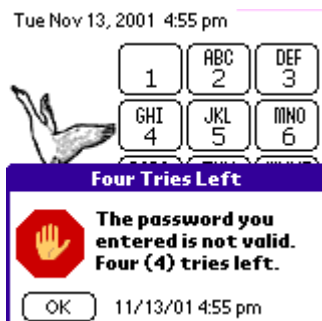 Tue Nov 13, 2001 4:55 pm
ABC DEF
1 2 3
GHI JKL MNO
4 5 6
Four Tries Left
The password you
entered is not valid.
Four (4) tries left.
OK 11/13/01 4:55 pm